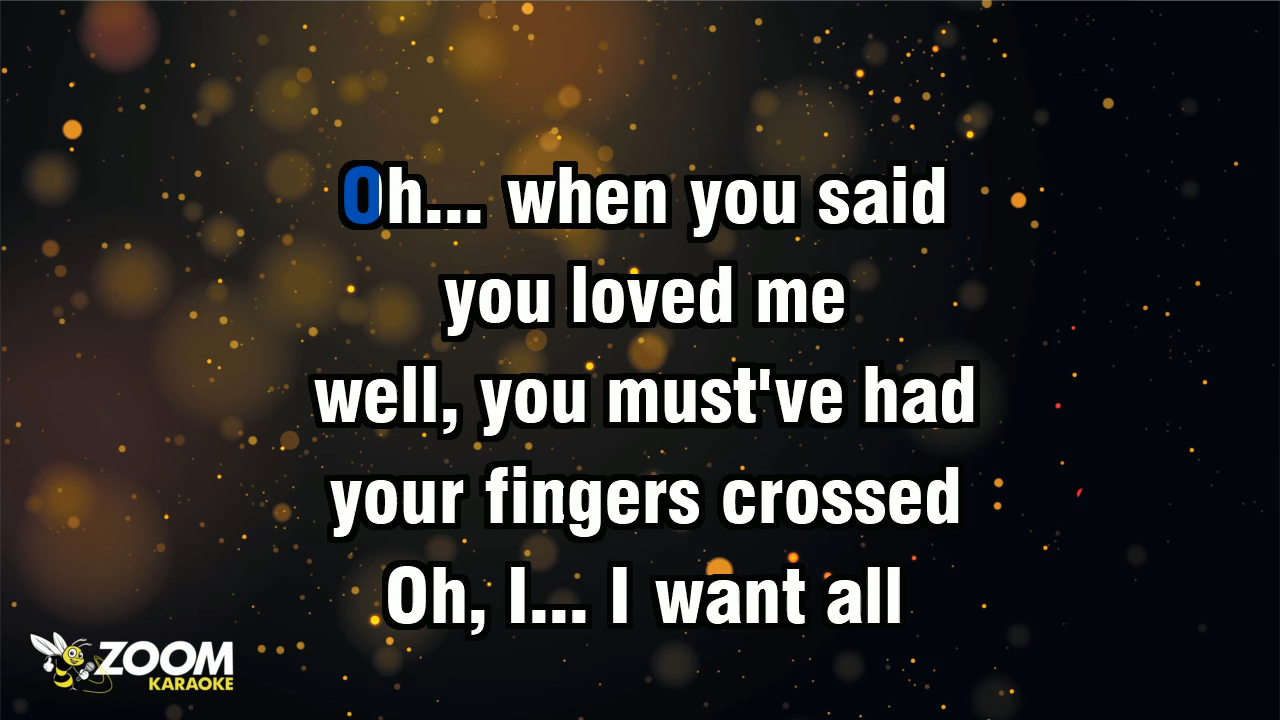 Oh... when you said
you loved me
well, you must've had
your fingers crossed
Oh, I... I want all
ZOOM
KARAOKE